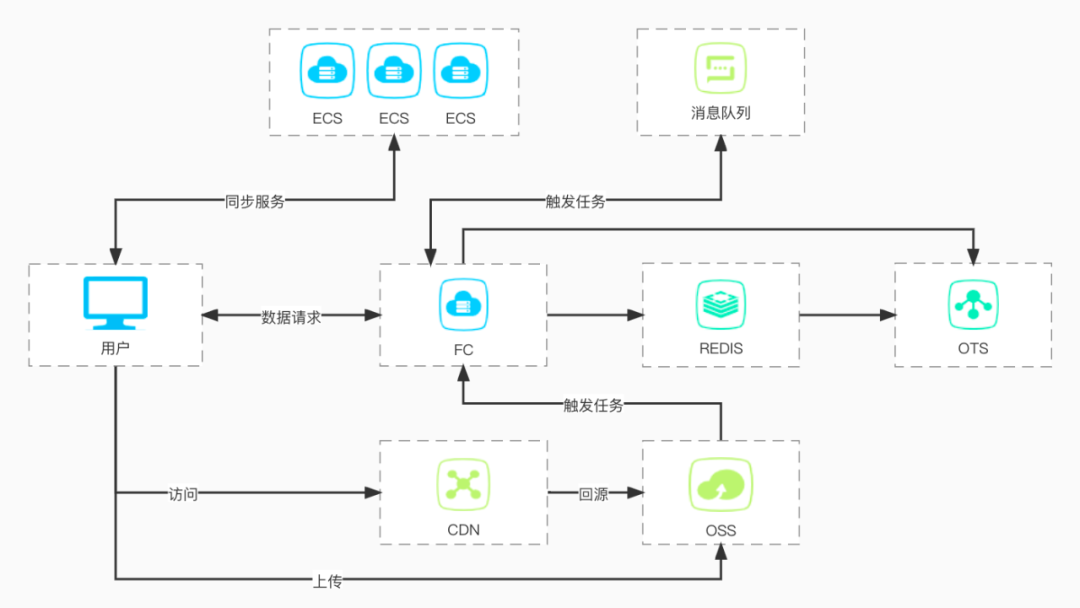 ECS
ECS
ECS
消息队列
同步服务
触发任务
用户
数据请求
FC
REDIS
OTS
触发任务
访问
CDN
回源
OSS
上传